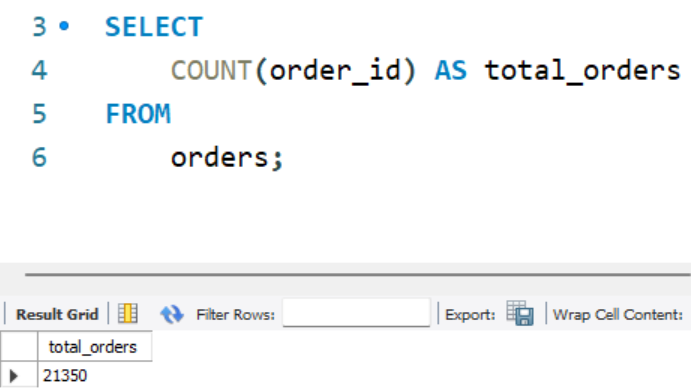 3 SELECT
4 COUNT(order_id) AS total_orders
5 FROM
6 orders;
Result Grid Filter Rows: Export: Wrap Cell Content:
total_orders
21350